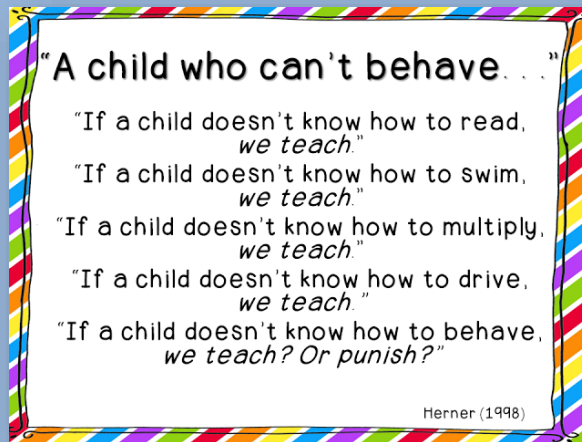 "A child who can't behave. . ."
"If a child doesn't know how to read,
we teach."
"If a child doesn't know how to swim,
we teach."
"If a child doesn't know how to multiply,
we teach."
"If a child doesn't know how to drive,
we teach."
"If a child doesn't know how to behave,
we teach? Or punish?"
Herner (1998)